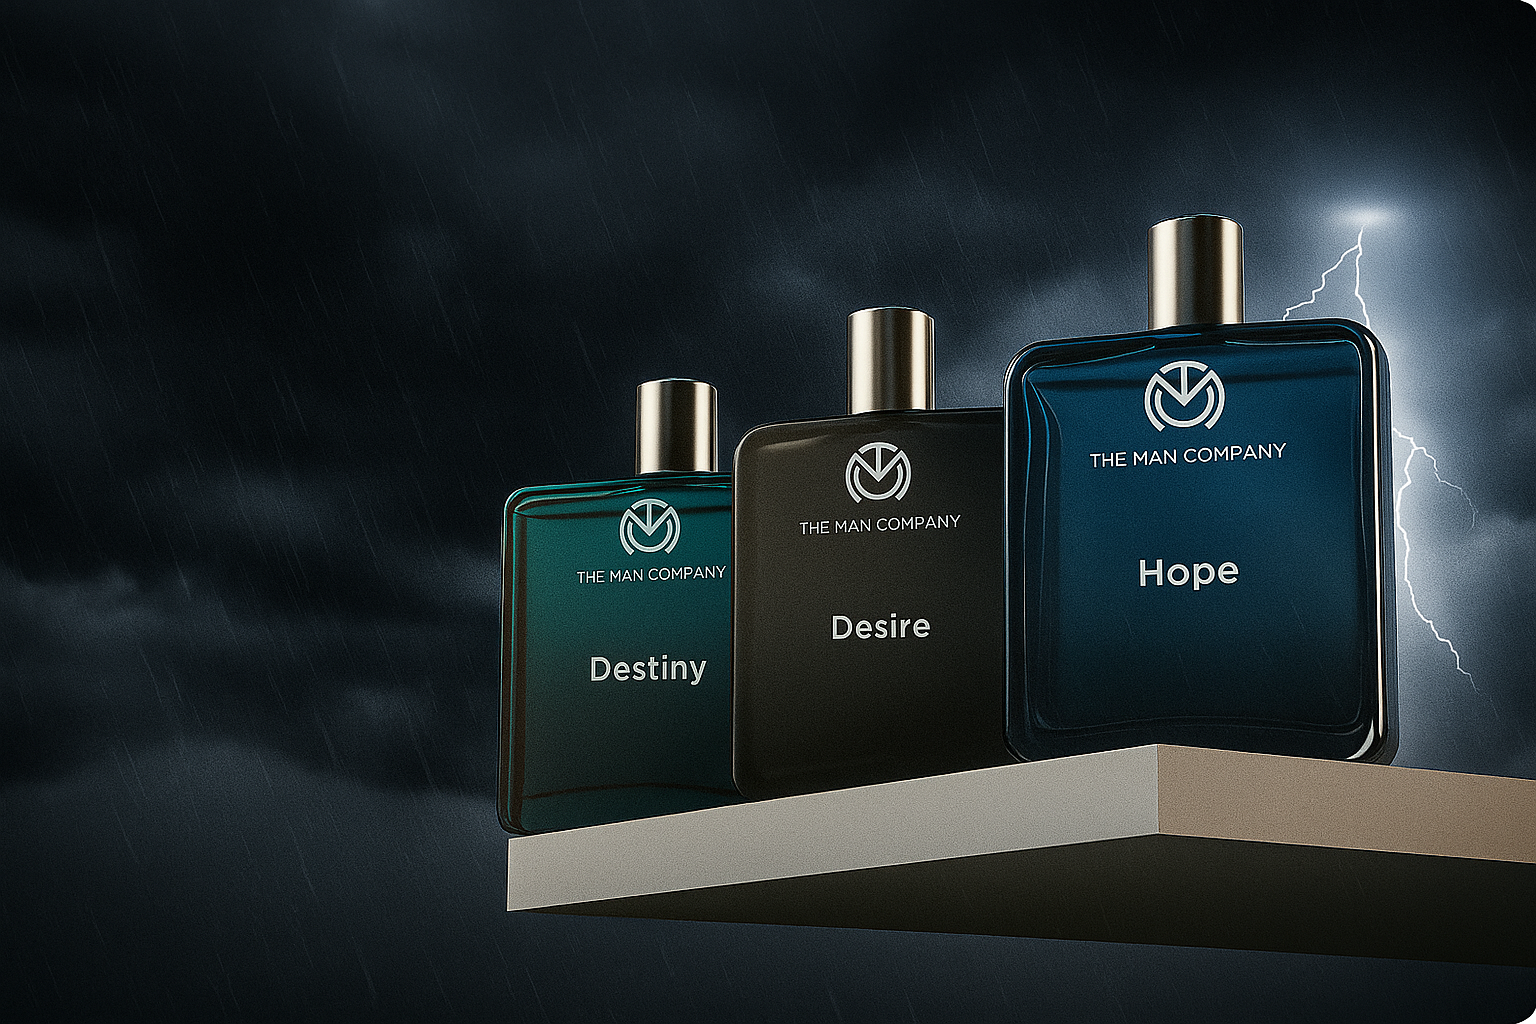 THE MAN COMPANY
Destiny
THE MAN COMPANY
Desire
THE MAN COMPANY
Hope